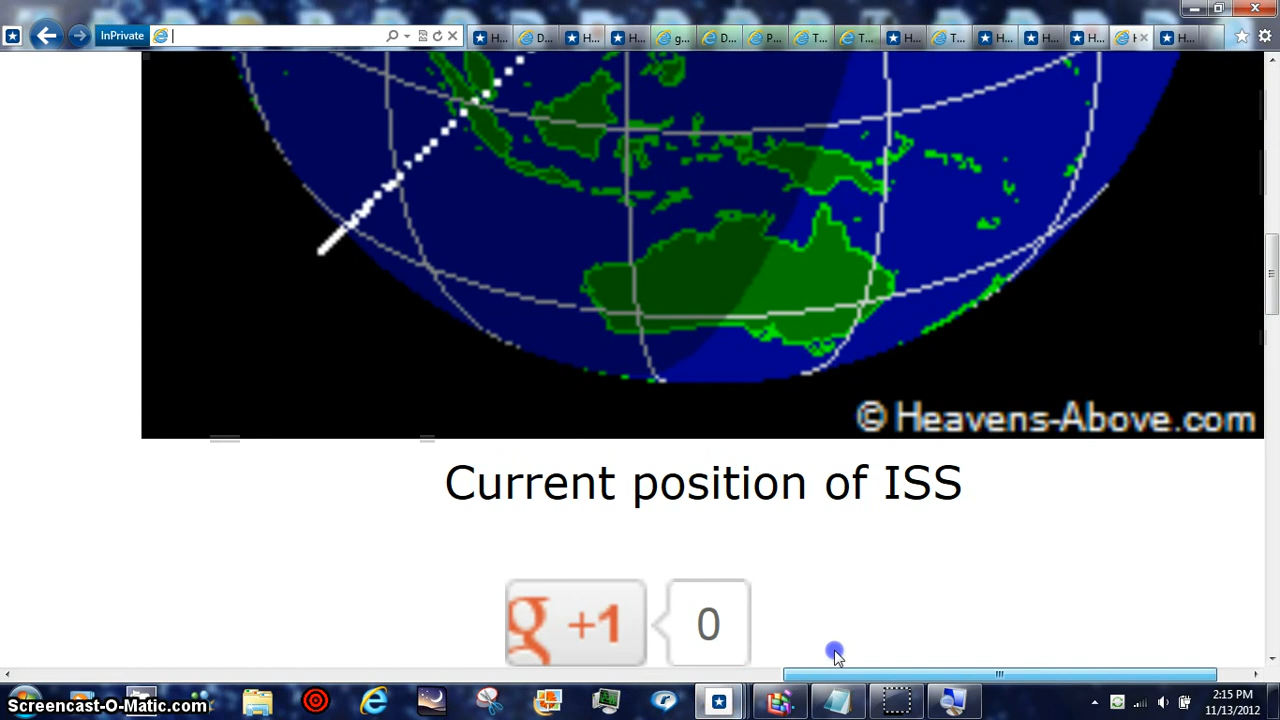 InPrivate
H...
D...
H...
H...
g...
D...
P...
T...
T...
H...
T...
H...
H...
H...
H
H...
© Heavens-Above.com
Current position of ISS
g +1
0
Screencast-O-Matic.com
2:15 PM
11/13/2012